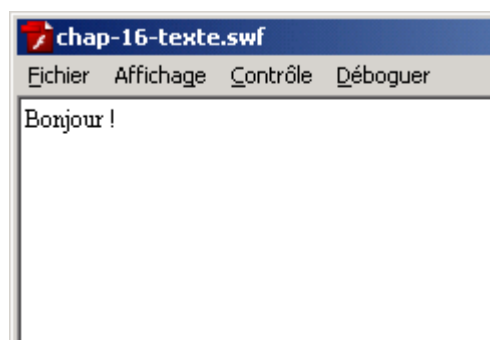 chap-16-texte.swf
Fichier Affichage Contrôle Déboguer
Bonjour !